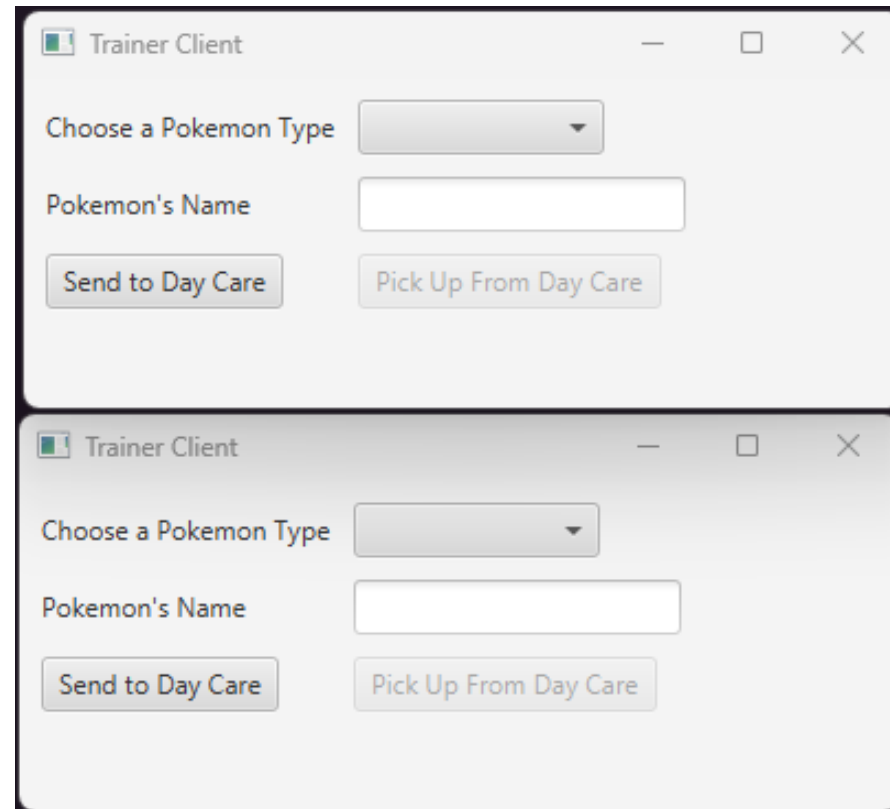 Trainer Client
Choose a Pokemon Type
Pokemon's Name
Send to Day Care Pick Up From Day Care
Trainer Client
Choose a Pokemon Type
Pokemon's Name
Send to Day Care Pick Up From Day Care